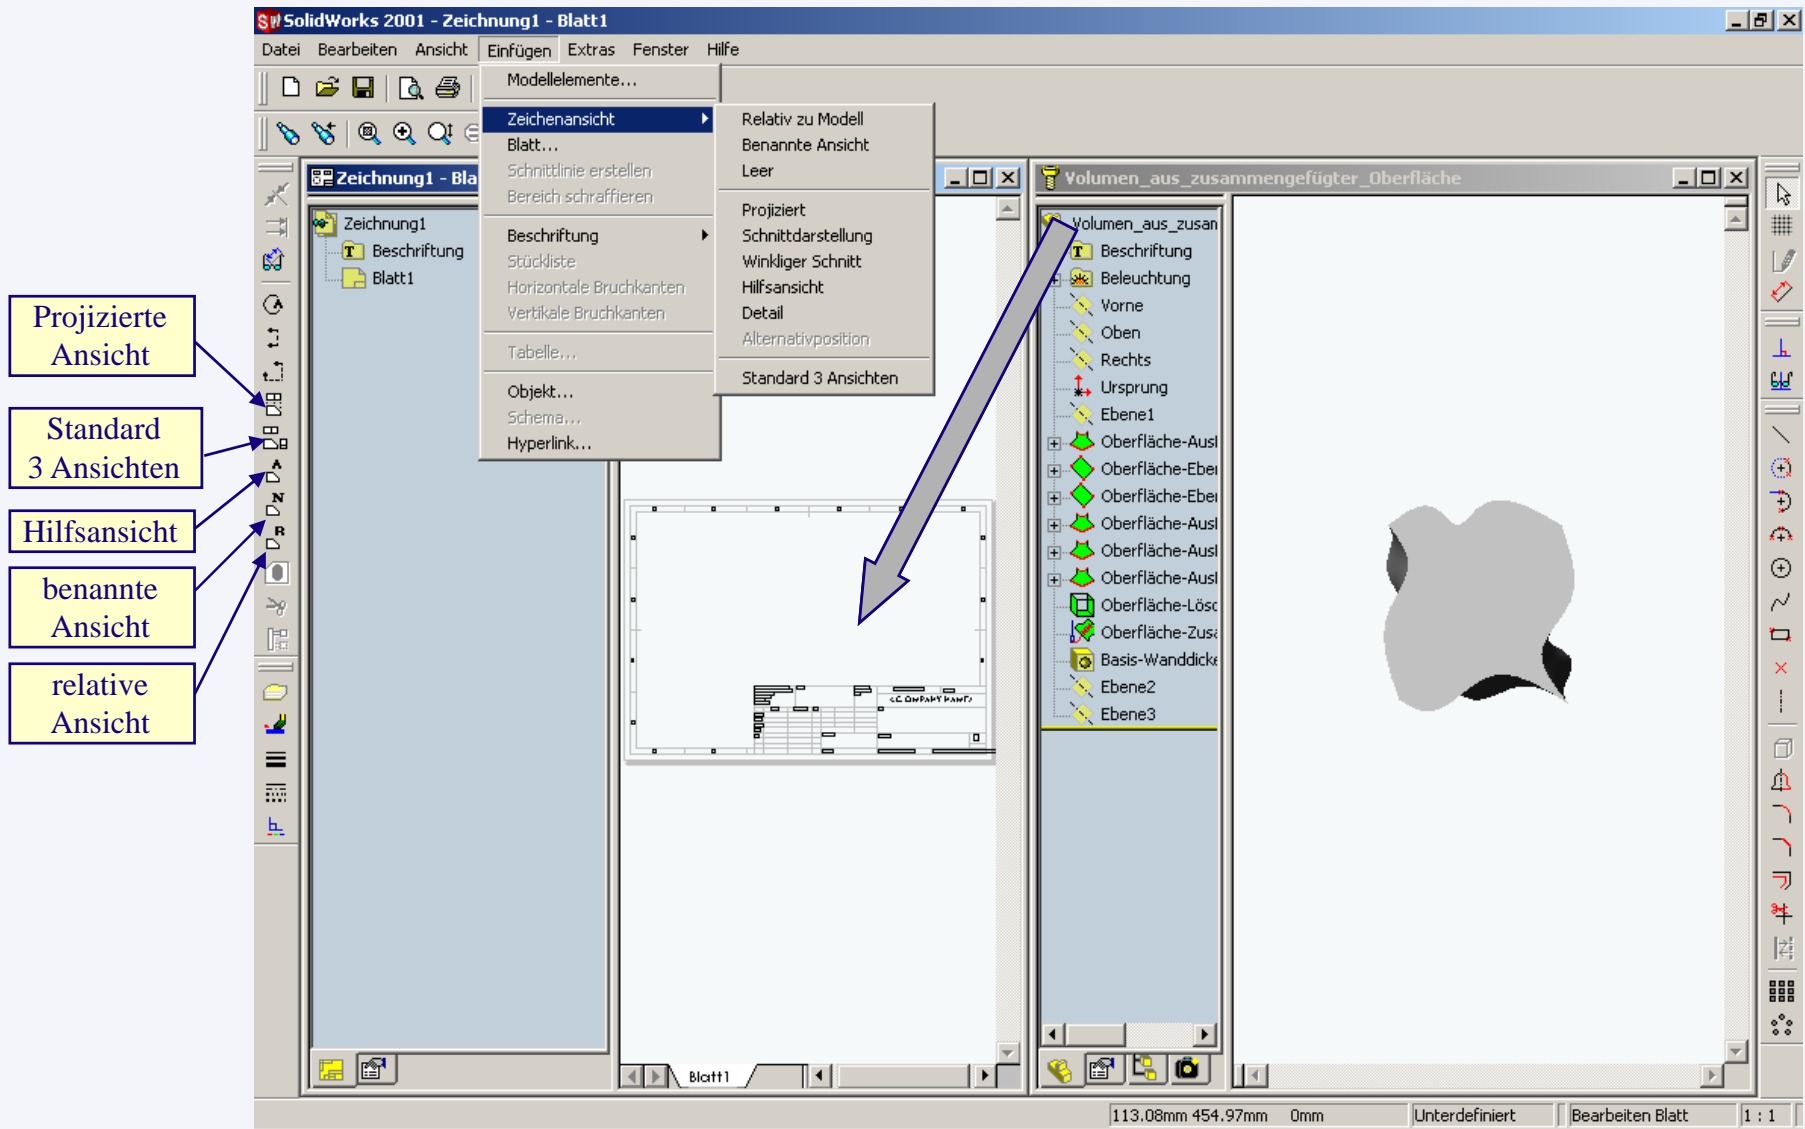 SolidWorks 2001 - Zeichnung1 - Blatt1
Datei Bearbeiten Ansicht Einfügen Extras Fenster Hilfe
Modellelemente...
Zeichenansicht
Blatt...
Schnittlinie erstellen
Bereich schraffieren
Beschriftung
Stückliste
Horizontale Bruchkanten
Vertikale Bruchkanten
Tabelle...
Objekt...
Schema...
Hyperlink...
Relativ zu Modell
Benannte Ansicht
Leer
Projiziert
Schnittdarstellung
Winkliger Schnitt
Hilfsansicht
Detail
Alternativposition
Standard 3 Ansichten
Projizierte
Ansicht
Standard
3 Ansichten
Hilfsansicht
benannte
Ansicht
relative
Ansicht
A
N
R
Zeichnung1 - Bla
Zeichnung1
Beschriftung
Blatt1
Blatt1
Volumen_aus_zusammengefügter_Oberfläche
Volumen_aus_zusan
Beschriftung
Beleuchtung
Vorne
Oben
Rechts
Ursprung
Ebene1
Oberfläche-Ausl
Oberfläche-Eber
Oberfläche-Eber
Oberfläche-Ausl
Oberfläche-Ausl
Oberfläche-Ausl
Oberfläche-Lösc
Oberfläche-Zusa
Basis-Wanddicke
Ebene2
Ebene3
113.08mm 454.97mm 0mm Unterdefiniert Bearbeiten Blatt 1 : 1